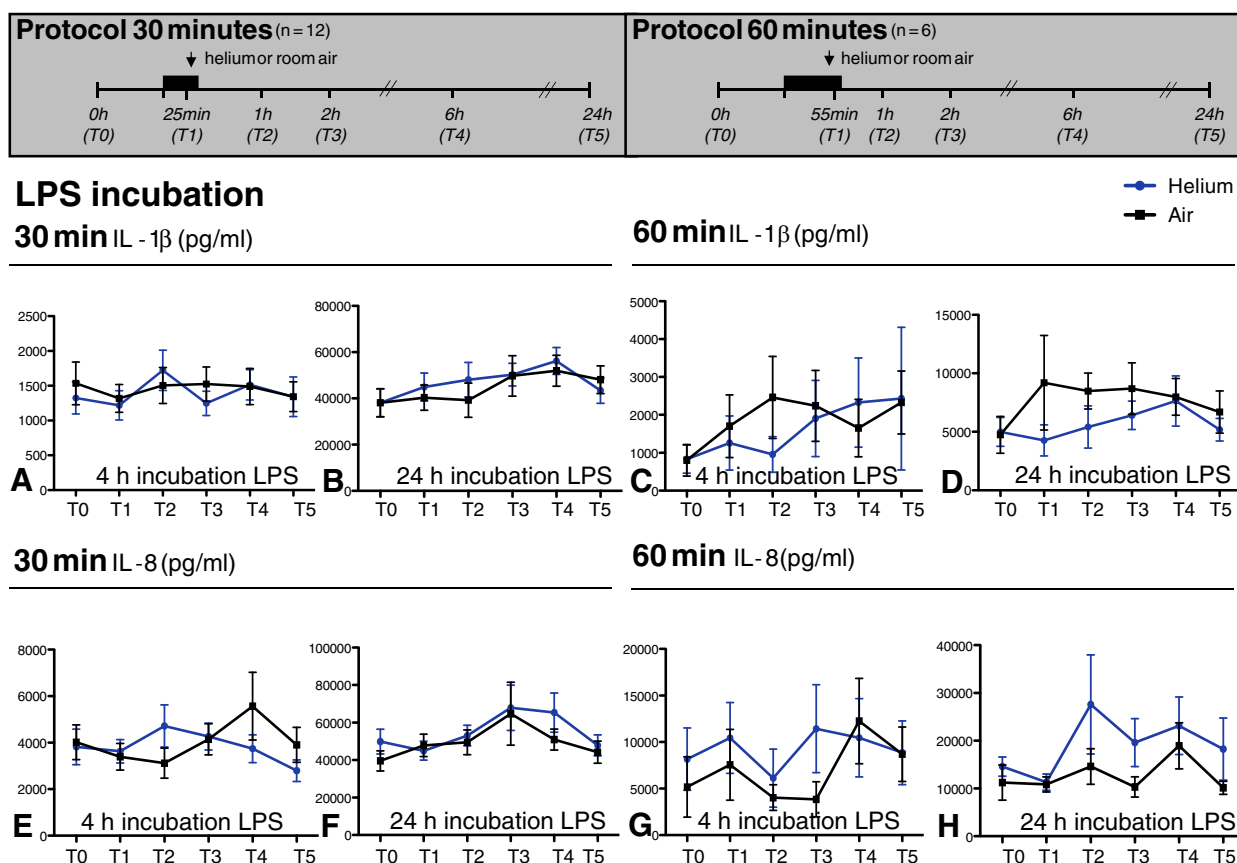 Protocol 30 minutes (n = 12)
helium or room air
0h 25min 1h 2h 6h 24h
(T0) (T1) (T2) (T3) (T4) (T5)
Protocol 60 minutes (n = 6)
helium or room air
0h 55min 1h 2h 6h 24h
(T0) (T1) (T2) (T3) (T4) (T5)
LPS incubation
Helium
Air
30 min IL - 1β (pg/ml)
60 min IL - 1β (pg/ml)
2500
2000
1500
1000
500
0
A
4 h incubation LPS
T0 T1 T2 T3 T4 T5
80000
60000
40000
20000
0
B
24 h incubation LPS
T0 T1 T2 T3 T4 T5
5000
4000
3000
2000
1000
0
C
4 h incubation LPS
T0 T1 T2 T3 T4 T5
15000
10000
5000
0
D
24 h incubation LPS
T0 T1 T2 T3 T4 T5
30 min IL - 8 (pg/ml)
60 min IL - 8 (pg/ml)
8000
6000
4000
2000
0
E
4 h incubation LPS
T0 T1 T2 T3 T4 T5
100000
80000
60000
40000
20000
0
F
24 h incubation LPS
T0 T1 T2 T3 T4 T5
20000
15000
10000
5000
0
G
4 h incubation LPS
T0 T1 T2 T3 T4 T5
40000
30000
20000
10000
0
H
24 h incubation LPS
T0 T1 T2 T3 T4 T5